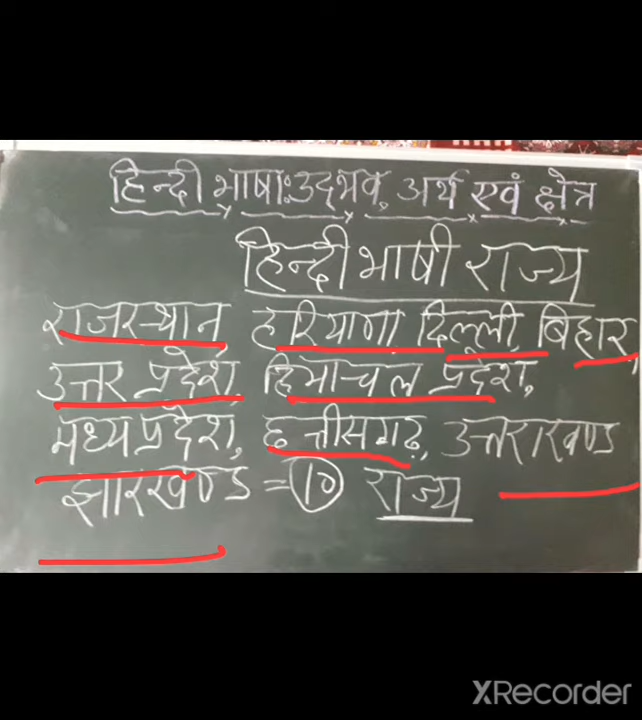 हिन्दी भाषा:उद्भव, अर्थ एवं क्षेत्र
हिन्दी भाषी राज्य
राजस्थान, हरियाणा, दिल्ली, बिहार,
उत्तर प्रदेश, हिमाचल प्रदेश,
मध्यप्रदेश, छत्तीसगढ़, उत्तराखण्ड
झारखण्ड = 10 राज्य
XRecorder